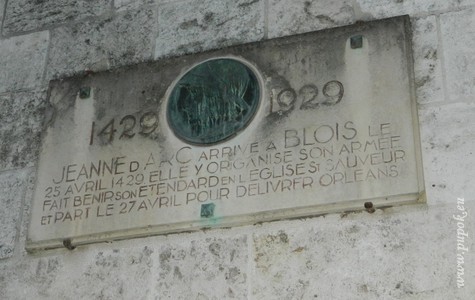 1429 1929
JEANNE D'ARC ARRIVE A BLOIS LE
25 AVRIL 1429 ELLE Y ORGANISE SON ARMEE
FAIT BENIR SON ETENDARD EN L'EGLISE ST SAUVEUR
ET PART LE 27 AVRIL POUR DELIVRER ORLEANS